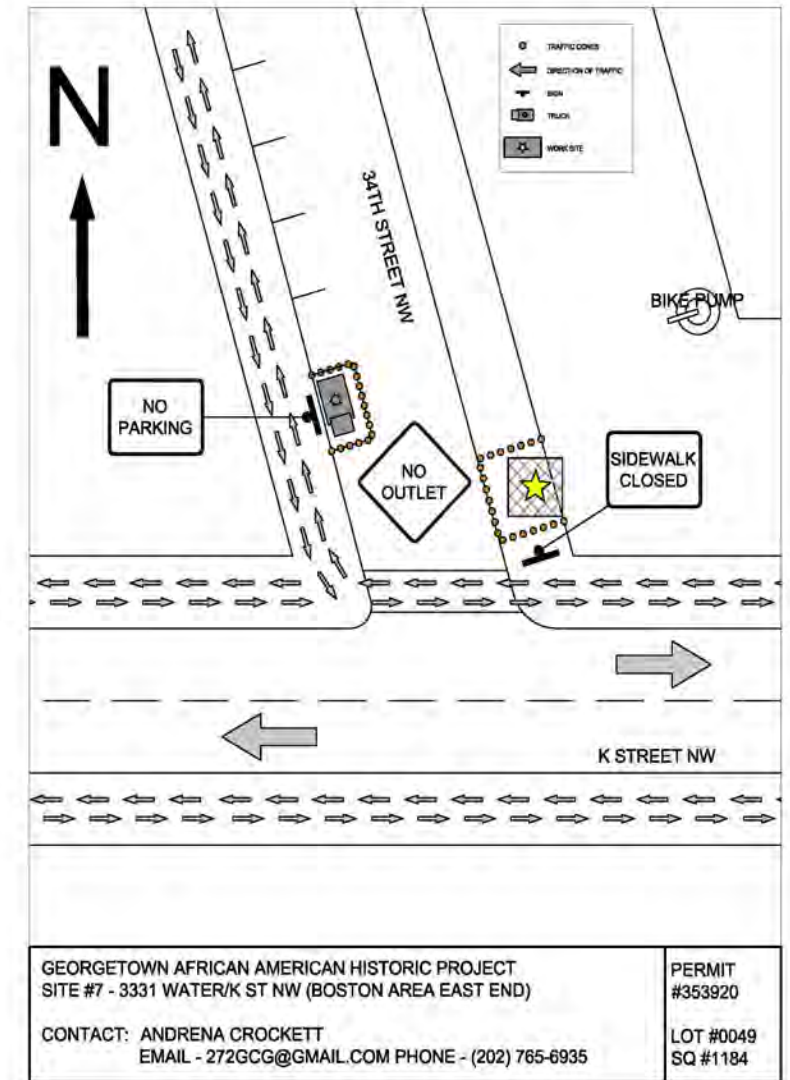 N
TRAFFIC CONES
DIRECTION OF TRAFFIC
SIGN
TRUCK
WORK SITE
34TH STREET NW
BIKE PUMP
NO
PARKING
NO
OUTLET
SIDEWALK
CLOSED
K STREET NW
GEORGETOWN AFRICAN AMERICAN HISTORIC PROJECT
SITE #7 - 3331 WATER/K ST NW (BOSTON AREA EAST END)
CONTACT: ANDRENA CROCKETT
EMAIL - 272GCG@GMAIL.COM PHONE - (202) 765-6935
PERMIT
#353920
LOT #0049
SQ #1184